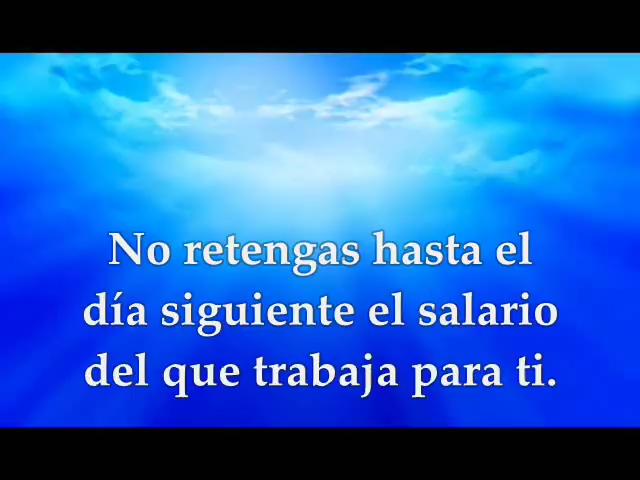 No retengas hasta el
día siguiente el salario
del que trabaja para ti.